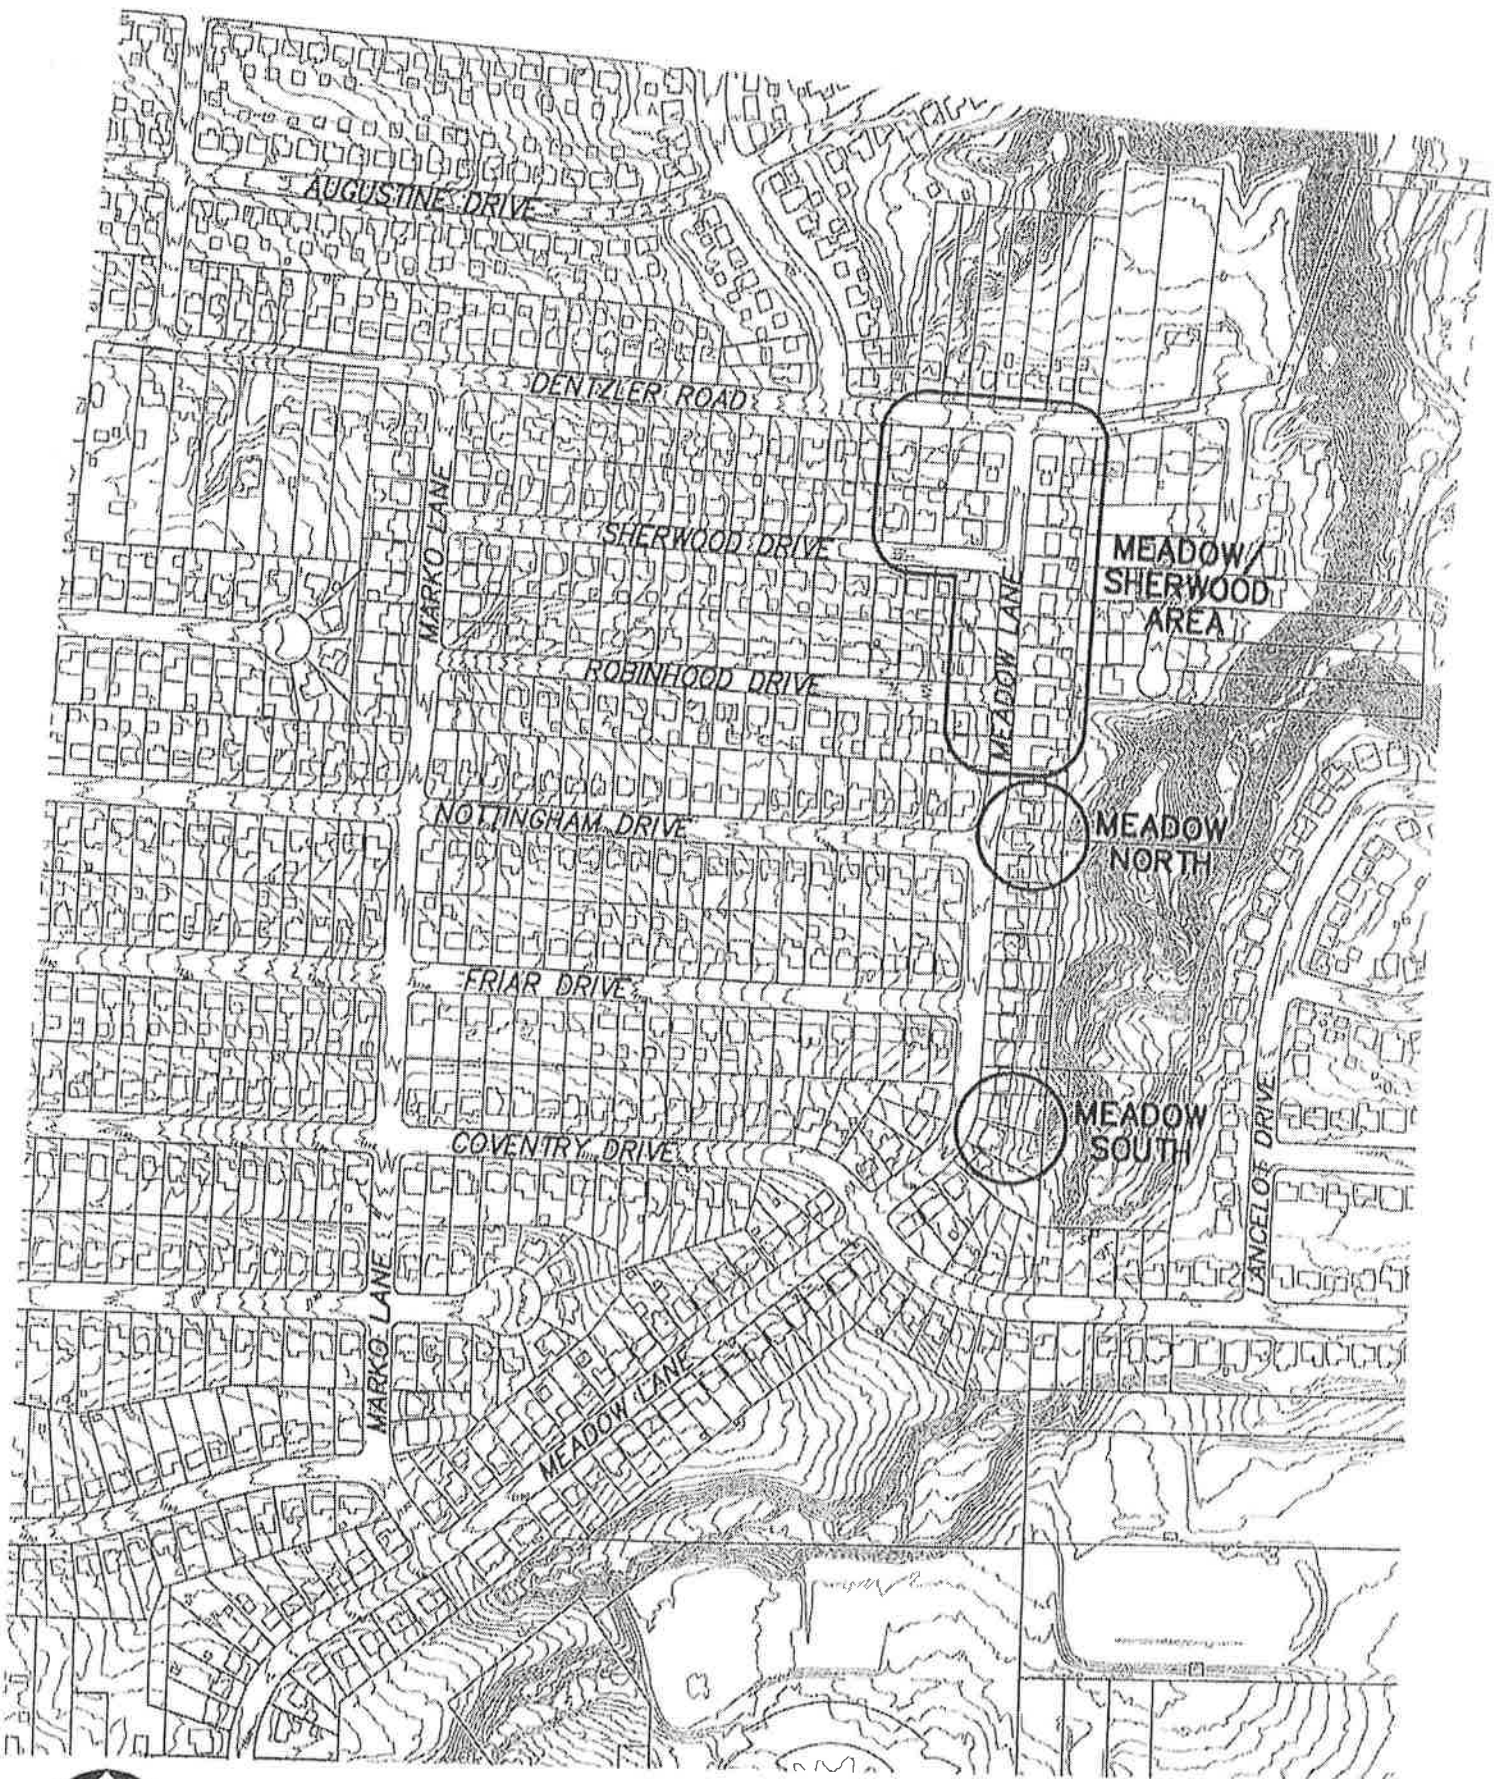 AUGUSTINE DRIVE
DENTZLER ROAD
MARKO LANE
SHERWOOD DRIVE
MEADOW/
SHERWOOD
AREA
MEADOW LANE
ROBINHOOD DRIVE
NOTTINGHAM DRIVE
MEADOW
NORTH
FRIAR DRIVE
MEADOW
SOUTH
COVENTRY DRIVE
LANCELOT DRIVE
MARKO LANE
MEADOW LANE